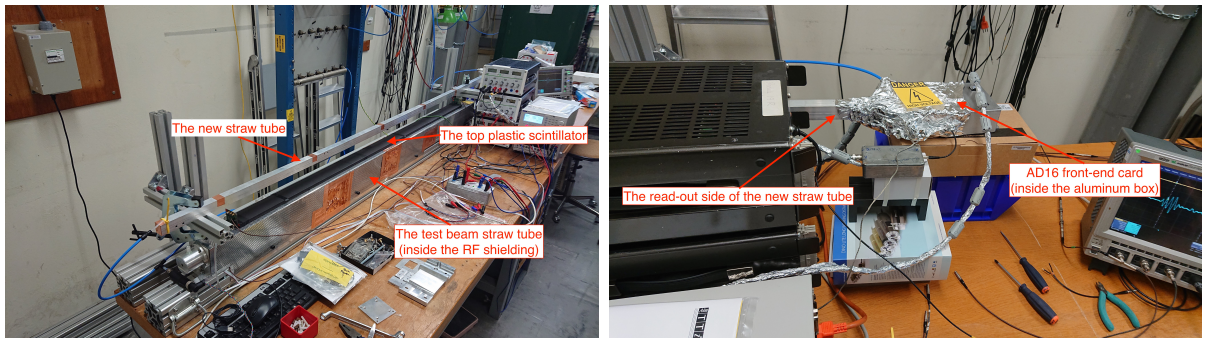 The new straw tube
The top plastic scintillator
The test beam straw tube
(inside the RF shielding)
DANGER
The read-out side of the new straw tube
AD16 front-end card
(inside the aluminum box)